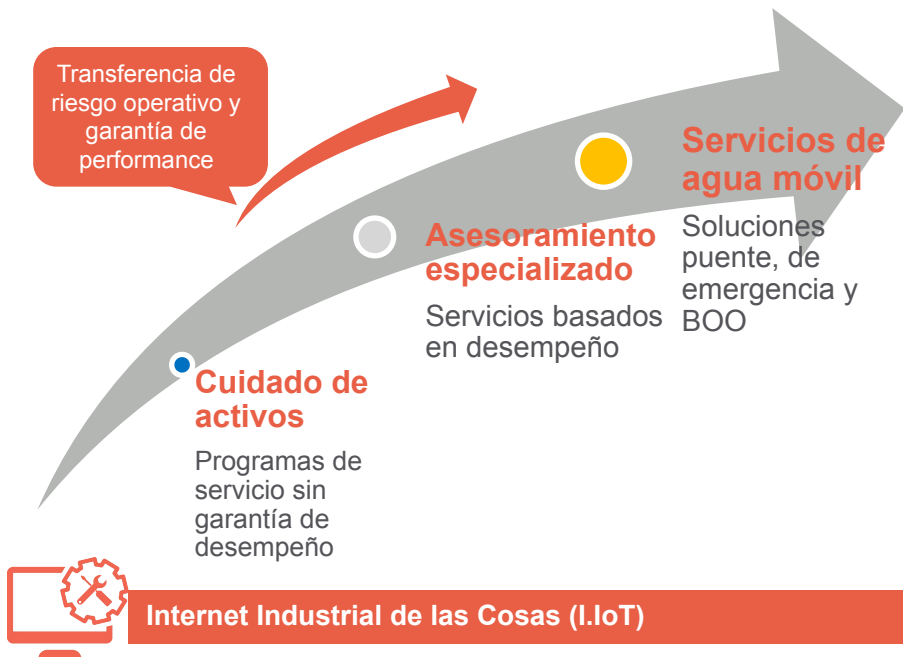 Transferencia de
riesgo operativo y
garantía de
performance
Servicios de
agua móvil
Soluciones
puente, de
emergencia y
BOO
Asesoramiento
especializado
Servicios basados
en desempeño
Cuidado de
activos
Programas de
servicio sin
garantía de
desempeño
Internet Industrial de las Cosas (I.IoT)